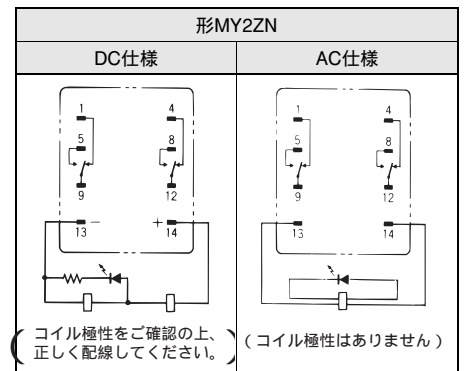 形MY2ZN
DC仕様
AC仕様
1 4
5 8
9 12
13 － ＋ 14
コイル極性をご確認の上、
正しく配線してください。
1 4
5 8
9 12
13 14
（コイル極性はありません）